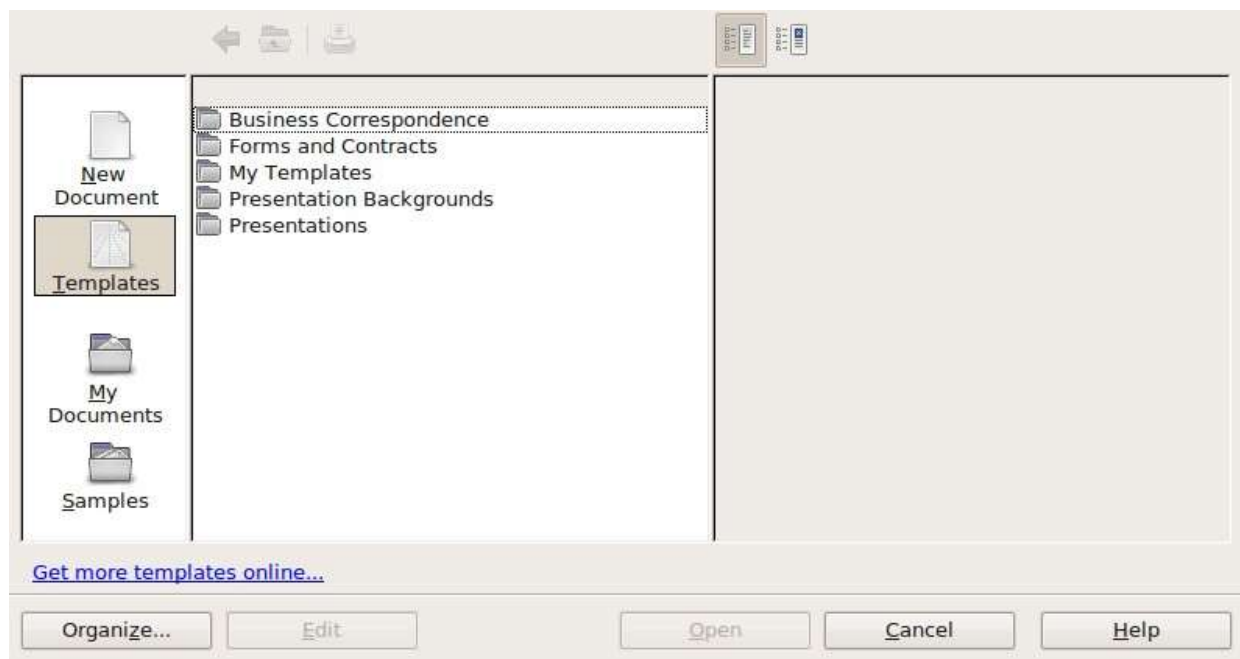 New
Document
Templates
My
Documents
Samples
Business Correspondence
Forms and Contracts
My Templates
Presentation Backgrounds
Presentations
Get more templates online...
Organize...
Edit
Open
Cancel
Help